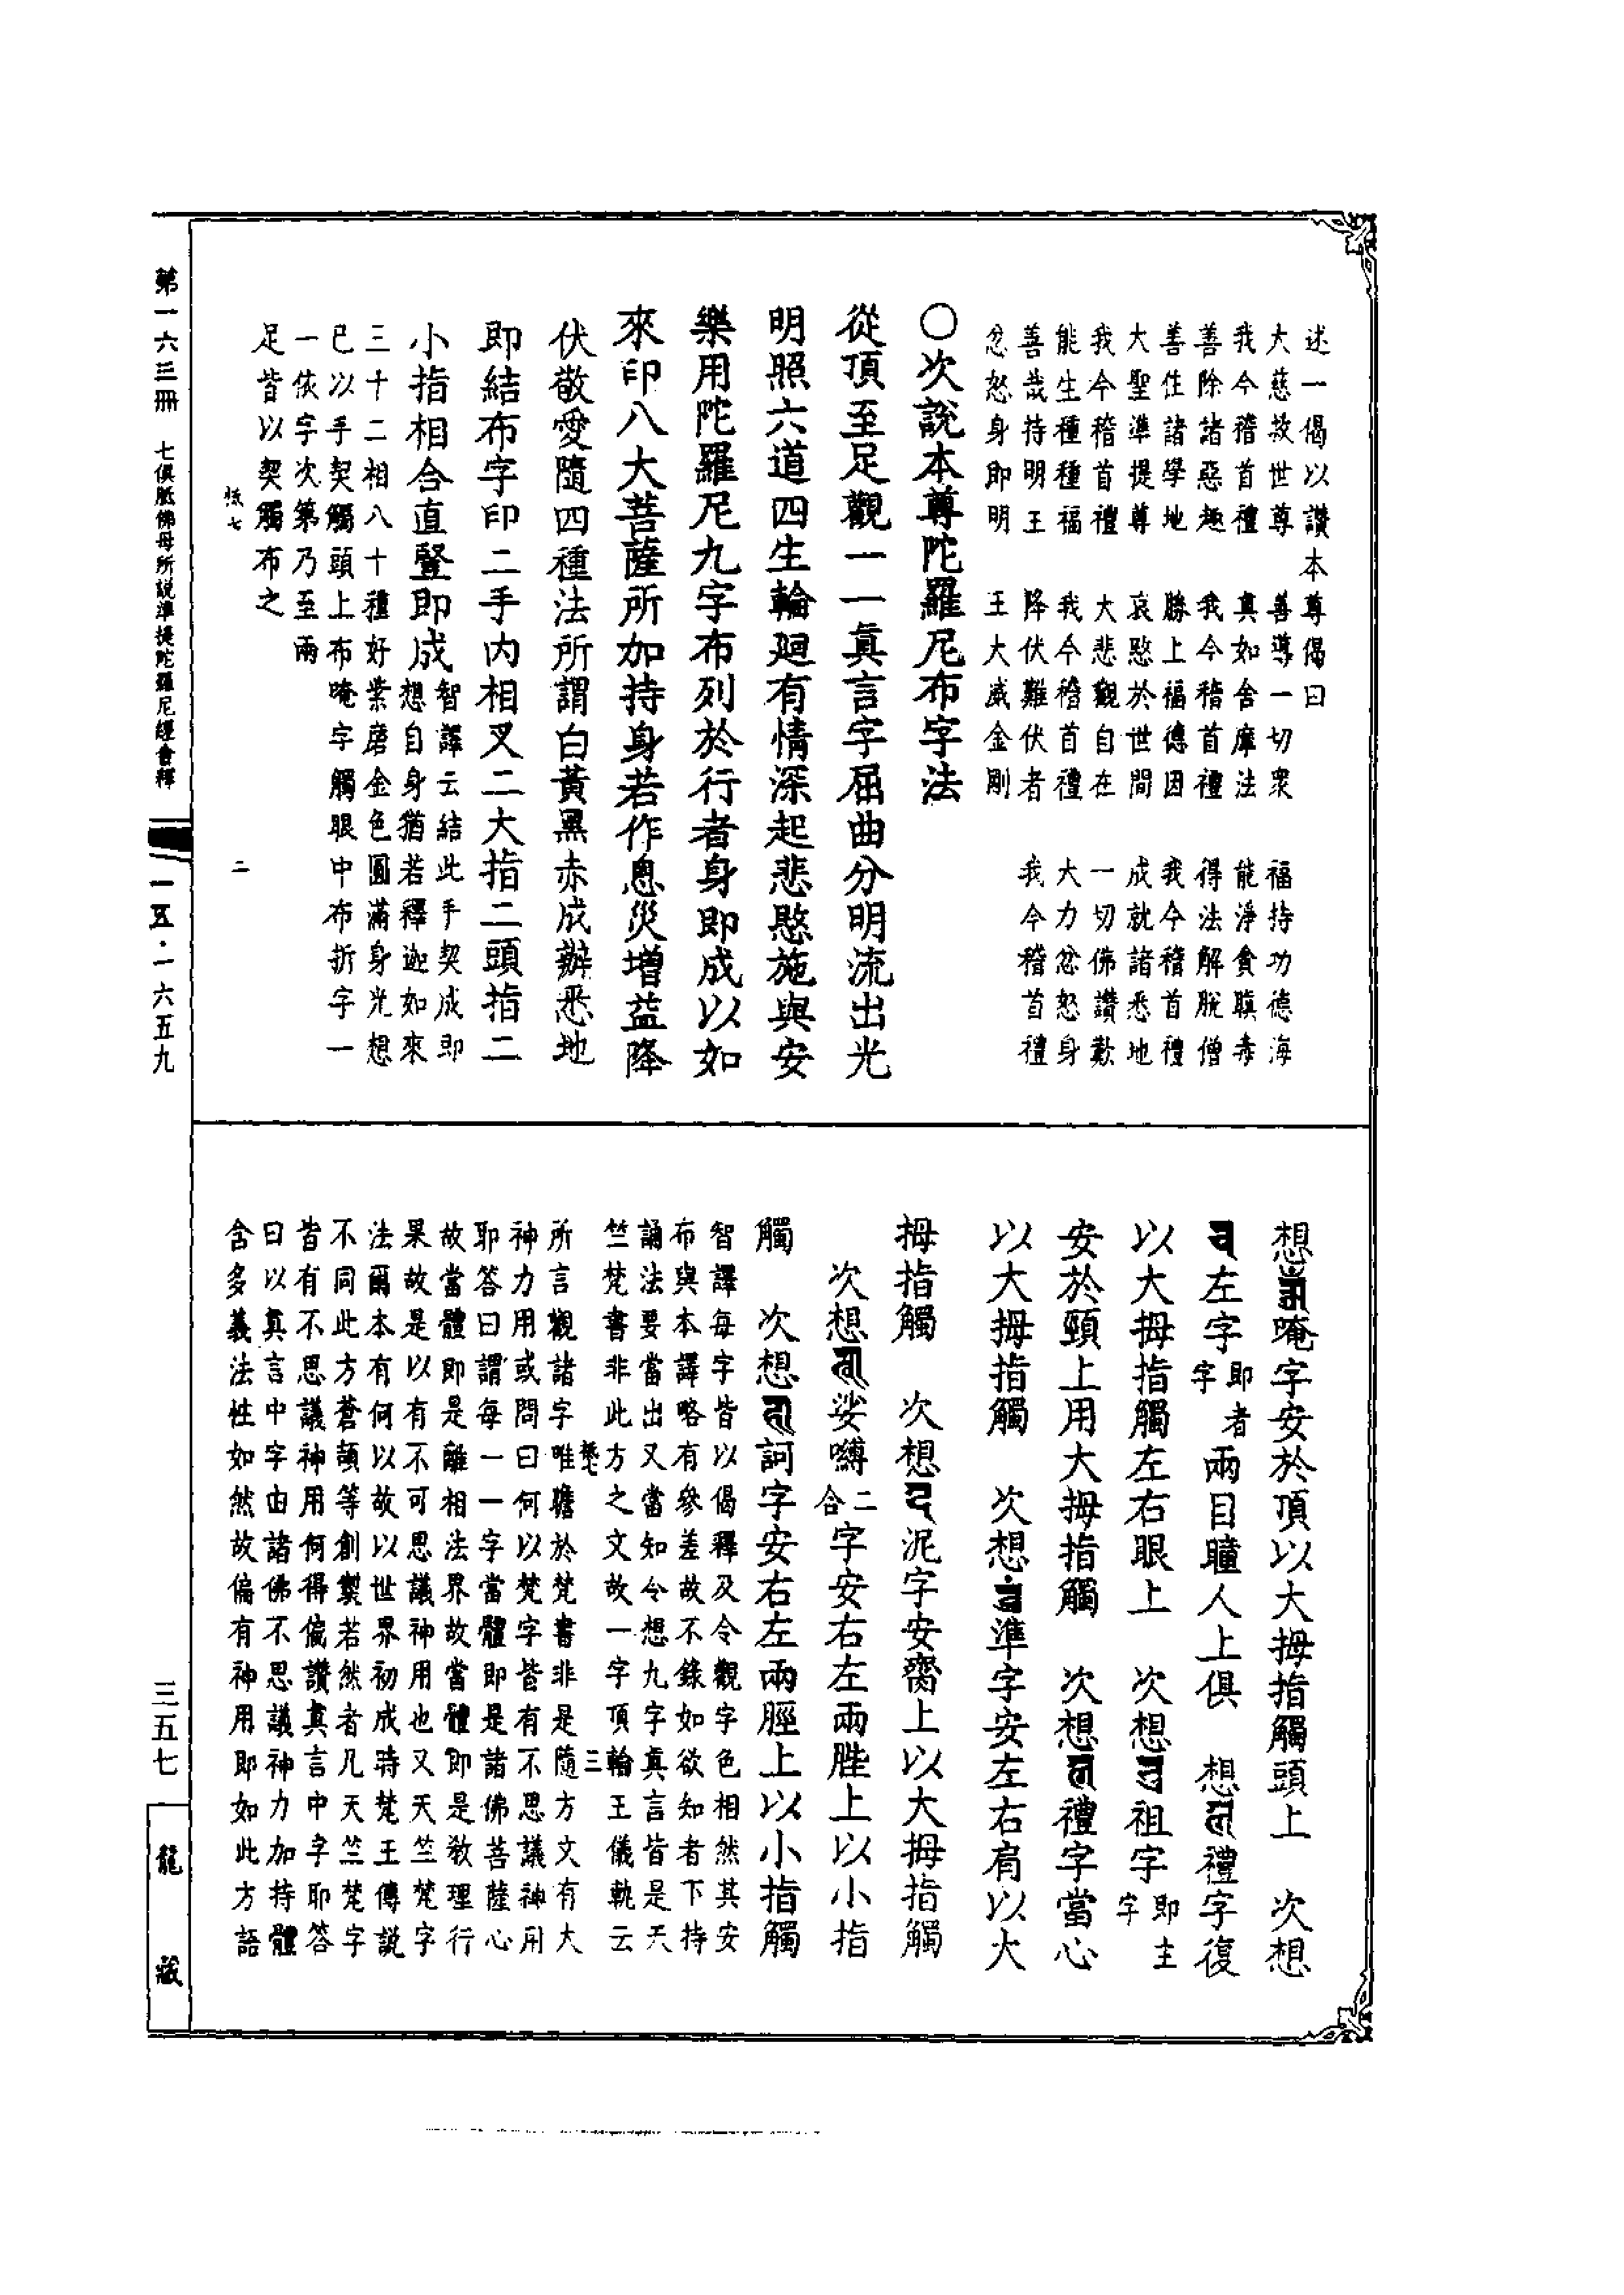 述一偈以讚本尊偈曰
大慈救世尊　善導一切衆　福持功德海
我今稽首禮　真如舍摩法　能淨貪瞋毒
善除諸惡趣　我今稽首禮　得法解脫僧
善住諸學地　勝上福德因　我今稽首禮
大聖準提尊　哀愍於世間　成就諸悉地
我今稽首禮　大悲觀自在　一切佛讚歎
能生種種福　我今稽首禮　大力忿怒身
善哉持明王　降伏難伏者　我今稽首禮
忿怒身即明　王大威金剛
〇次說本尊陀羅尼布字法
從頂至足觀一一眞言字屈曲分明流出光
明照六道四生輪廻有情深起悲愍施與安
樂用陀羅尼九字布列於行者身即成以如
來印八大菩薩所加持身若作息災增益降
伏敬愛隨四種法所謂白黃黑赤成辦悉地
即結布字印二手内相叉二大指二頭指二
小指相合直豎即成智譯云結此手契成即
想自身猶若釋迦如來
三十二相八十種好紫磨金色圓滿身光想
已以手契觸頭上布唵字觸眼中布折字一
一依字次第乃至兩
足皆以契觸布之
想唵字安於頂以大拇指觸頭上　次想
左字即者字兩目瞳人上俱　想禮字復
以大拇指觸左右眼上　次想祖字即主字
安於頸上用大拇指觸　次想禮字當心
以大拇指觸　次想準字安左右肩以大
拇指觸　次想泥字安臍上以大拇指觸
次想娑嚩二合字安右左兩䏶上以小指
觸　次想訶字安右左兩脛上以小指觸
智譯每字皆以偈釋及令觀字色相然其安
布與本譯略有參差故不錄如欲知者下持
誦法要當出又當知今想九字真言皆是天
竺梵書非此方之文故一字頂輪王儀軌云
所言觀諸字唯瞻於梵書非是隨方文有大
神力用或問曰何以梵字皆有不思議神用
耶答曰謂每一一字當體即是諸佛菩薩心
故當體即是離相法界故當體即是教理行
果故是以有不可思議神用也又天竺梵字
法爾本有何以故以世界初成時梵王傳說
不同此方蒼頡等創製若然者凡天竺梵字
皆有不思議神用何得偏讚真言中字耶答
曰以真言中字由諸佛不思議神力加持體
含多義法性如然故偏有神用即如此方語
第一六三冊　七俱胝佛母所説準提陀羅尼經會釋
二
一五·一六五九
三
三五七
龍藏